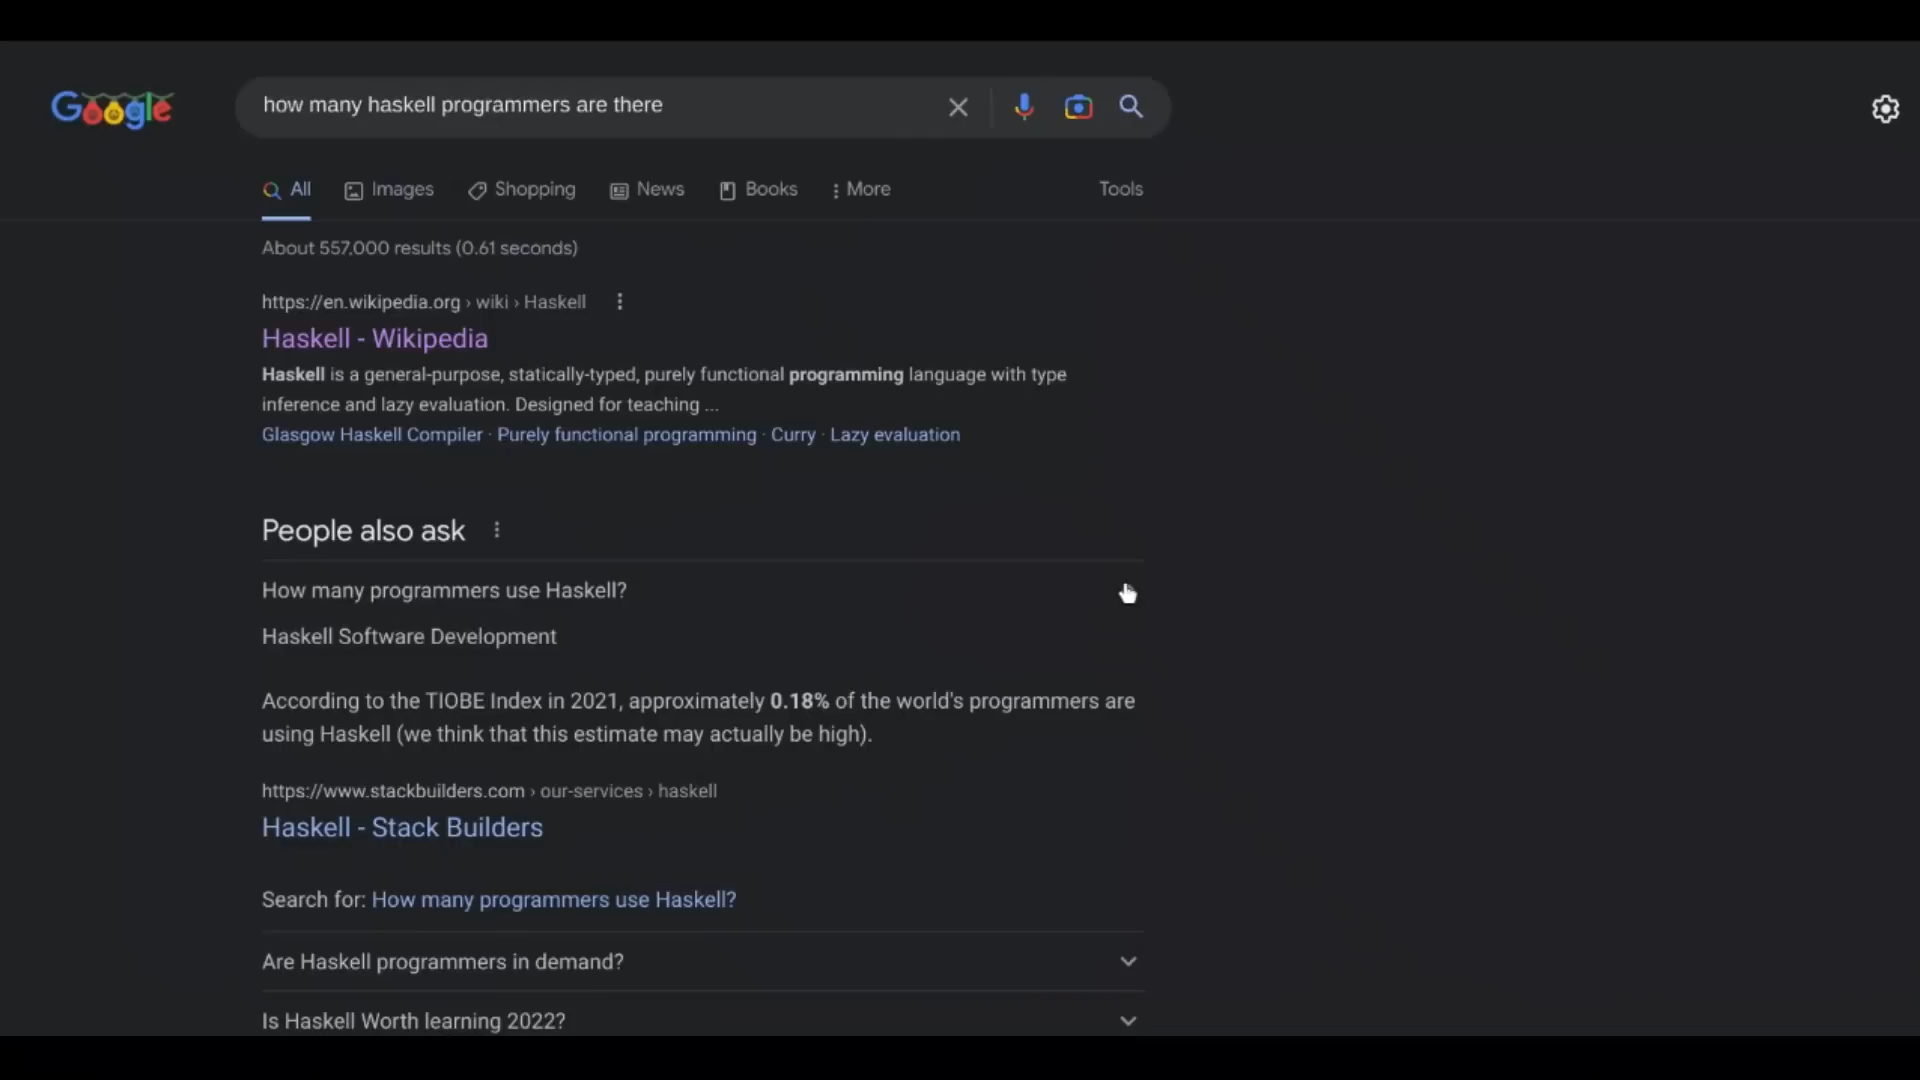 Google
how many haskell programmers are there
All Images Shopping News Books More Tools
About 557,000 results (0.61 seconds)
https://en.wikipedia.org › wiki › Haskell
Haskell - Wikipedia
Haskell is a general-purpose, statically-typed, purely functional programming language with type
inference and lazy evaluation. Designed for teaching ...
Glasgow Haskell Compiler · Purely functional programming · Curry · Lazy evaluation
People also ask
How many programmers use Haskell?
Haskell Software Development
According to the TIOBE Index in 2021, approximately 0.18% of the world's programmers are
using Haskell (we think that this estimate may actually be high).
https://www.stackbuilders.com › our-services › haskell
Haskell - Stack Builders
Search for: How many programmers use Haskell?
Are Haskell programmers in demand?
Is Haskell Worth learning 2022?